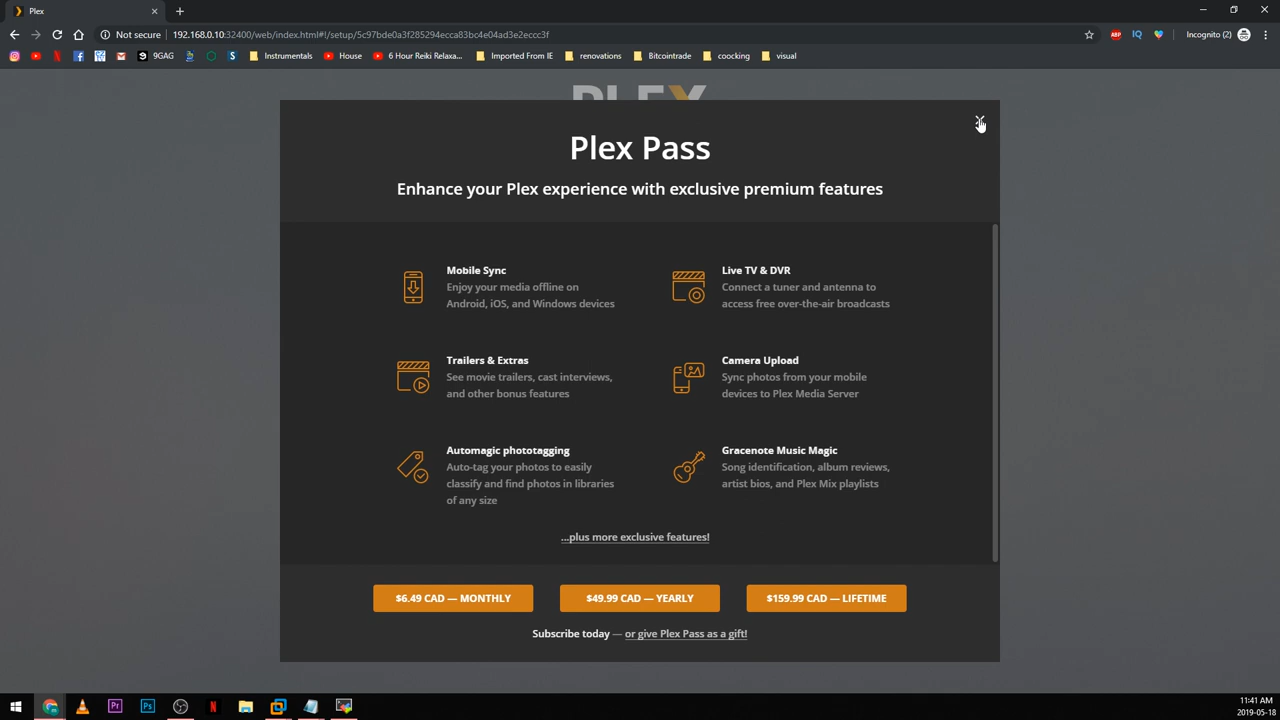 Plex
Not secure
192.168.0.10:32400/web/index.html#!/setup/5c97bde0a3f285294ecca83bc4e04ad3e2eccc3f
ABP
IQ
Incognito (2)
9GAG
Instrumentals
House
6 Hour Reiki Relaxa...
Imported From IE
renovations
Bitcointrade
coocking
visual
PLEX
Plex Pass
Enhance your Plex experience with exclusive premium features
Mobile Sync
Enjoy your media offline on
Android, iOS, and Windows devices
Live TV & DVR
Connect a tuner and antenna to
access free over-the-air broadcasts
Trailers & Extras
See movie trailers, cast interviews,
and other bonus features
Camera Upload
Sync photos from your mobile
devices to Plex Media Server
Automagic phototagging
Auto-tag your photos to easily
classify and find photos in libraries
of any size
Gracenote Music Magic
Song identification, album reviews,
artist bios, and Plex Mix playlists
...plus more exclusive features!
$6.49 CAD — MONTHLY
$49.99 CAD — YEARLY
$159.99 CAD — LIFETIME
Subscribe today — or give Plex Pass as a gift!
Pr
Ps
N
11:41 AM
2019-05-18